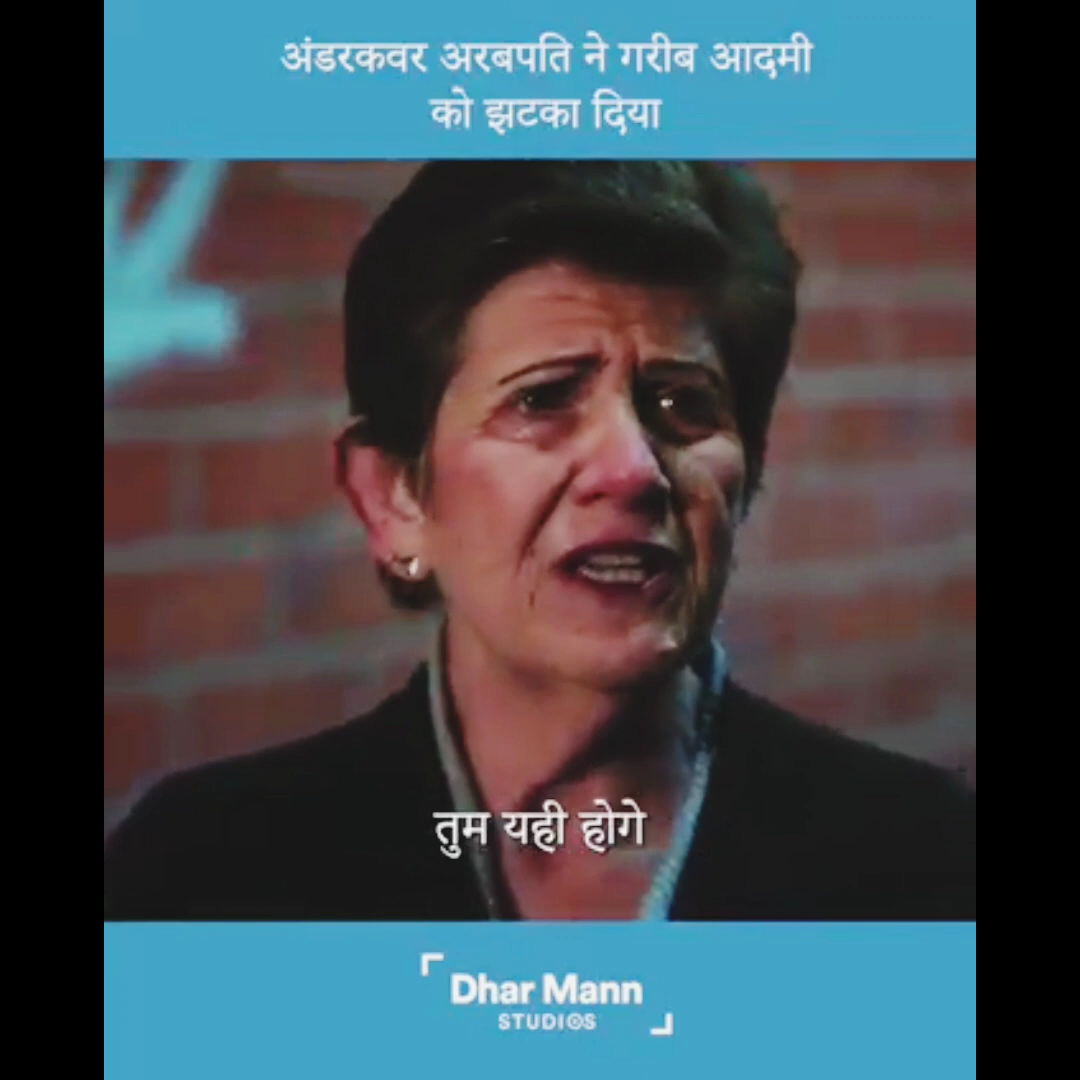 अंडरकवर अरबपति ने गरीब आदमी
को झटका दिया
तुम यही होगे
Dhar Mann
STUDIOS